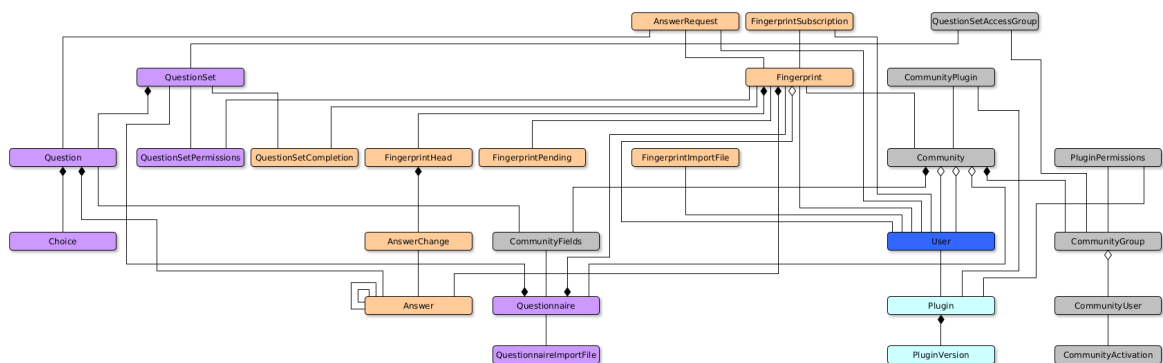 AnswerRequest
FingerprintSubscription
QuestionSetAccessGroup
QuestionSet
Fingerprint
CommunityPlugin
Question
QuestionSetPermissions
QuestionSetCompletion
FingerprintHead
FingerprintPending
FingerprintImportFile
Community
PluginPermissions
Choice
AnswerChange
CommunityFields
User
CommunityGroup
Answer
Questionnaire
Plugin
CommunityUser
QuestionnaireImportFile
PluginVersion
CommunityActivation